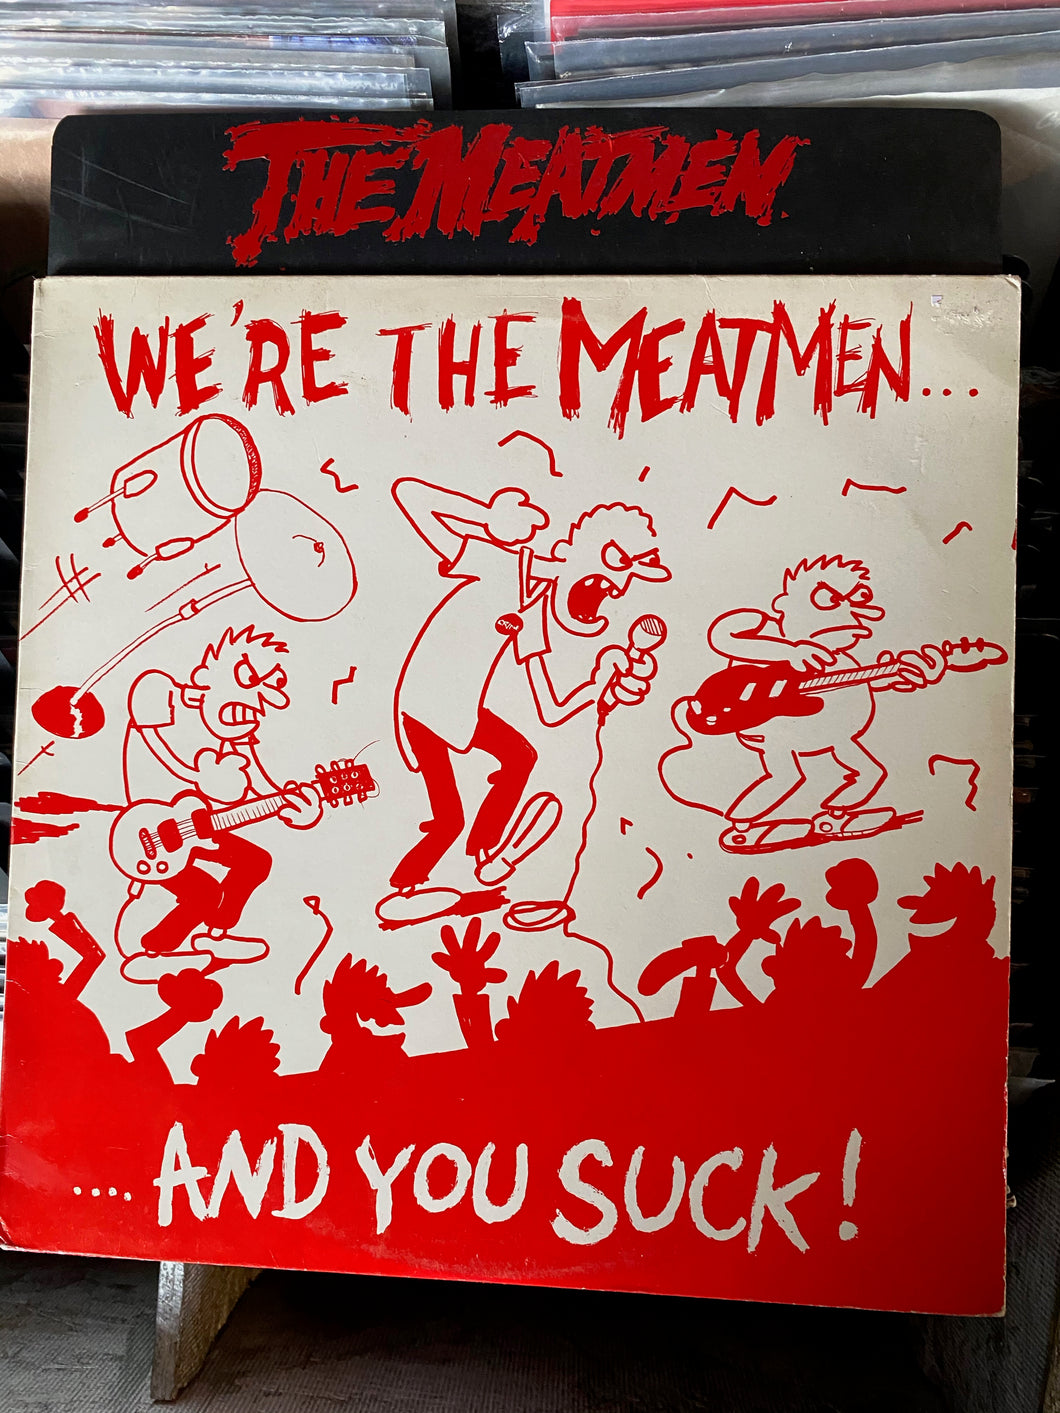 THE MEATMEN
WE'RE THE MEATMEN...
....AND YOU SUCK!